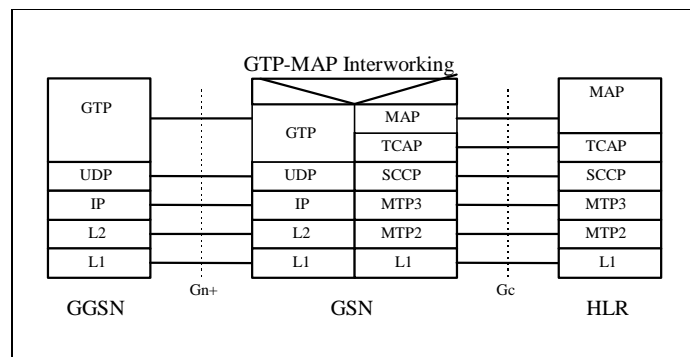 GTP-MAP Interworking
GTP
UDP
IP
L2
L1
GGSN
Gn+
GTP
UDP
IP
L2
L1
MAP
TCAP
SCCP
MTP3
MTP2
L1
GSN
Gc
MAP
TCAP
SCCP
MTP3
MTP2
L1
HLR